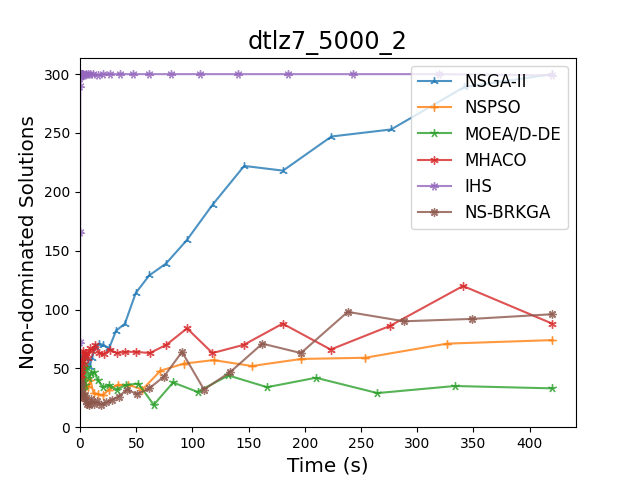 dtlz7_5000_2
Non-dominated Solutions
300
250
200
150
100
50
0
NSGA-II
NSPSO
MOEA/D-DE
MHACO
IHS
NS-BRKGA
0 50 100 150 200 250 300 350 400
Time (s)